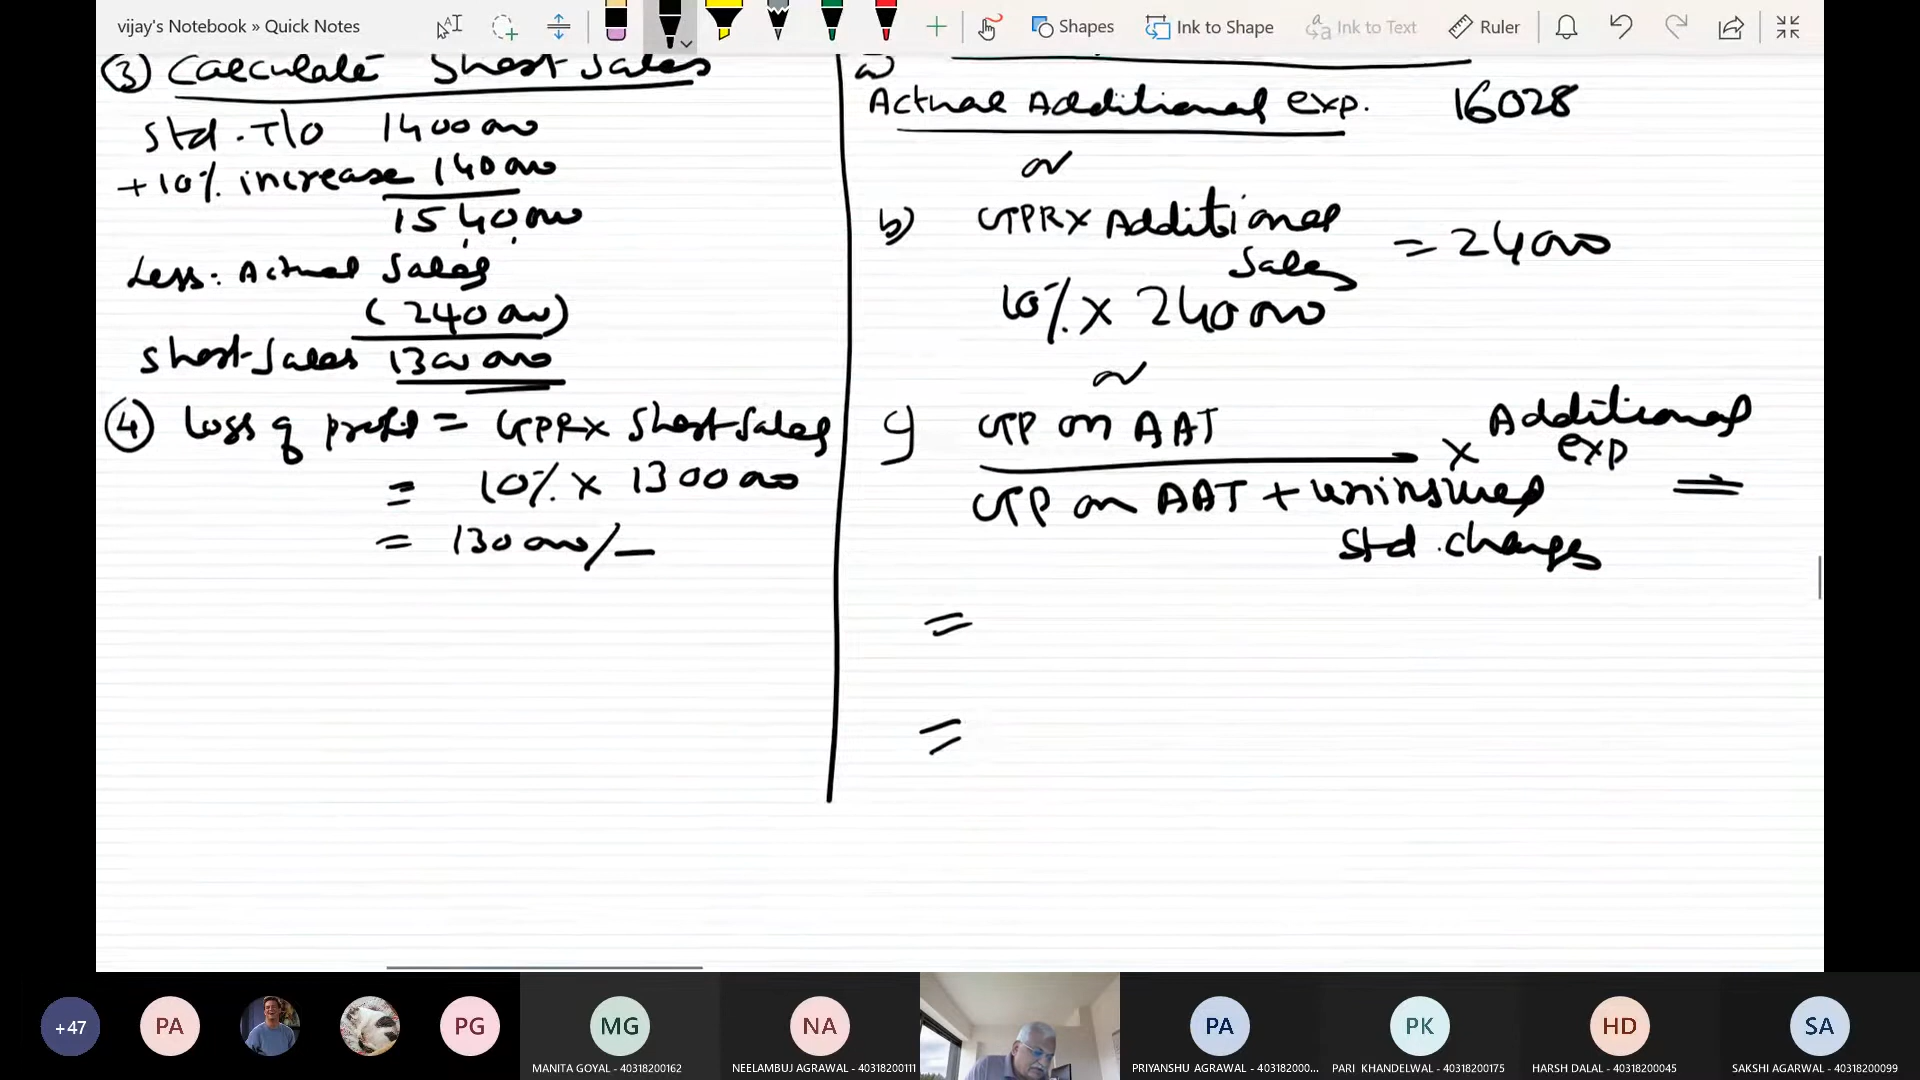 vijay's Notebook » Quick Notes
Shapes
Ink to Shape
Ink to Text
Ruler
③ Calculate Short Sales
Std. T/O 1400000
+10% increase 140000
1540000
Less: Actual Sales
(240000)
Short Sales 1300000
④ Loss of profit = GPR x Short Sales
= 10% x 1300000
= 130000/-
a)
Actual Additional exp. 16028
or
b) GPR x Additional Sales = 24000
10% x 240000
or
c) GP on AAT
x Additional exp =
GP on AAT + uninsured
std. charges
=
=
+47
PA
PG
MG
NA
PA
PK
HD
SA
MANITA GOYAL - 40318200162
NEELAMBUJ AGRAWAL - 40318200111
PRIYANSHU AGRAWAL - 403182000...
PARI KHANDELWAL - 40318200175
HARSH DALAL - 40318200045
SAKSHI AGARWAL - 40318200099